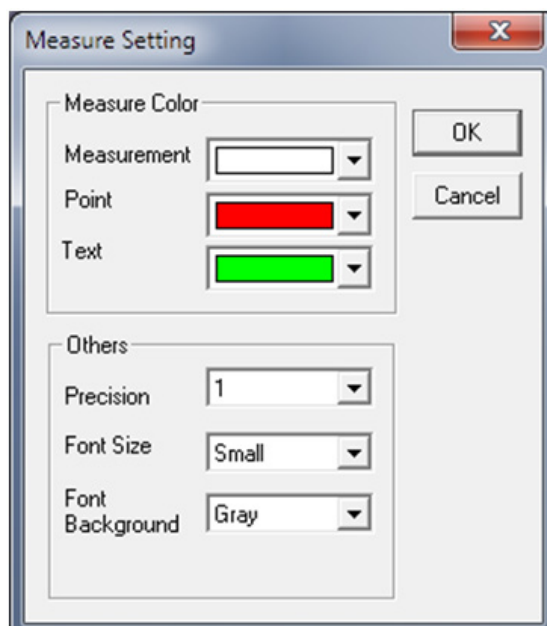 Measure Setting
Measure Color
Measurement
Point
Text
OK
Cancel
Others
Precision 1
Font Size Small
Font
Background Gray